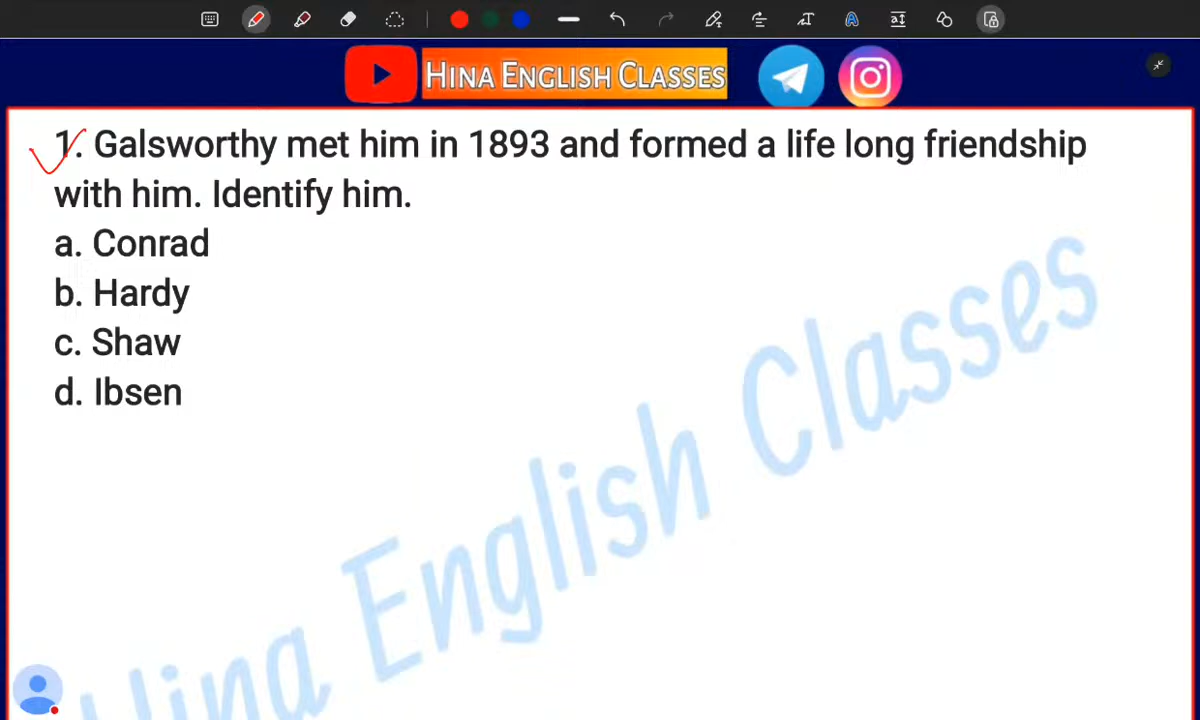 HINA ENGLISH CLASSES
1. Galsworthy met him in 1893 and formed a life long friendship
with him. Identify him.
a. Conrad
b. Hardy
c. Shaw
d. Ibsen
Hina English Classes